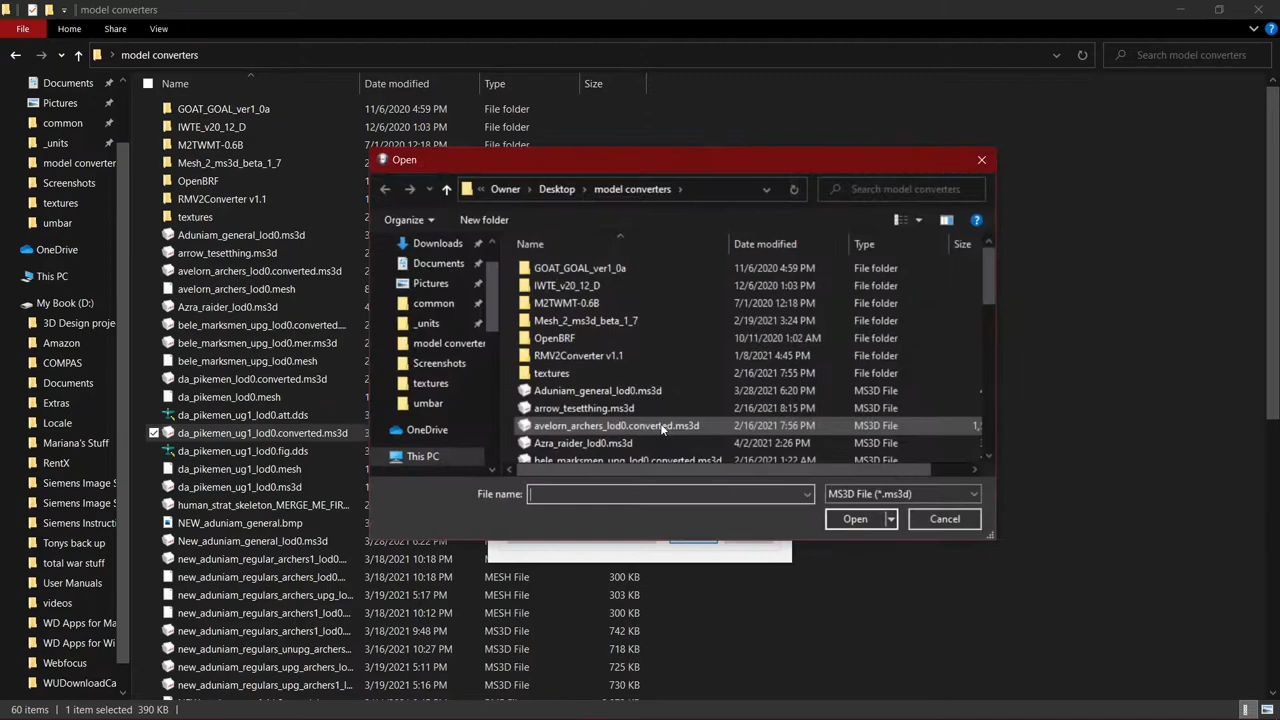 model converters
File Home Share View
model converters
Search model converters
Name Date modified Type Size
Documents
Pictures
common
_units
model converter
Screenshots
textures
umbar
OneDrive
This PC
My Book (D:)
3D Design proje
Amazon
COMPAS
Documents
Extras
Locale
Mariana's Stuff
RentX
Siemens Image
Siemens Image
Siemens Instructi
Tonys back up
total war stuff
User Manuals
videos
WD Apps for Ma
WD Apps for Wi
Webfocus
WUDownloadCa
GOAT_GOAL_ver1_0a 11/6/2020 4:59 PM File folder
IWTE_v20_12_D 12/6/2020 1:03 PM File folder
M2TWMT-0.6B 7/1/2020 12:18 PM File folder
Mesh_2_ms3d_beta_1_7
OpenBRF
RMV2Converter v1.1
textures
Aduniam_general_lod0.ms3d
arrow_tesetthing.ms3d
avelorn_archers_lod0.converted.ms3d
avelorn_archers_lod0.mesh
Azra_raider_lod0.ms3d
bele_marksmen_upg_lod0.converted....
bele_marksmen_upg_lod0.mer.ms3d
bele_marksmen_upg_lod0.mesh
da_pikemen_lod0.converted.ms3d
da_pikemen_lod0.mesh
da_pikemen_ug1_lod0.att.dds
da_pikemen_ug1_lod0.converted.ms3d
da_pikemen_ug1_lod0.fig.dds
da_pikemen_ug1_lod0.mesh
da_pikemen_ug1_lod0.ms3d
human_strat_skeleton_MERGE_ME_FIR...
NEW_aduniam_general.bmp
NEW_aduniam_general_lod0.ms3d
new_aduniam_regular_archers1_lod0.... 3/18/2021 10:18 PM
new_aduniam_regulars_archers_lod0.... 3/18/2021 10:18 PM MESH File 300 KB
new_aduniam_regulars_archers_upg_lo... 3/19/2021 5:17 PM MESH File 303 KB
new_aduniam_regulars_archers1_lod0.... 3/18/2021 10:12 PM MESH File 300 KB
new_aduniam_regulars_archers1_lod0.... 3/18/2021 9:48 PM MS3D File 742 KB
new_aduniam_regulars_unupg_archers... 3/16/2021 10:27 PM MS3D File 718 KB
new_aduniam_regulars_upg_archers_lo... 3/19/2021 5:11 PM MS3D File 725 KB
new_aduniam_regulars_upg_archers1_l... 3/19/2021 5:16 PM MS3D File 730 KB
60 items 1 item selected 390 KB
Open
« Owner › Desktop › model converters ›
Search model converters
Organize New folder
Downloads
Documents
Pictures
common
_units
model converter
Screenshots
textures
umbar
OneDrive
This PC
Name Date modified Type Size
GOAT_GOAL_ver1_0a 11/6/2020 4:59 PM File folder
IWTE_v20_12_D 12/6/2020 1:03 PM File folder
M2TWMT-0.6B 7/1/2020 12:18 PM File folder
Mesh_2_ms3d_beta_1_7 2/19/2021 3:24 PM File folder
OpenBRF 10/11/2020 1:02 AM File folder
RMV2Converter v1.1 1/8/2021 4:45 PM File folder
textures 2/16/2021 7:55 PM File folder
Aduniam_general_lod0.ms3d 3/28/2021 6:20 PM MS3D File
arrow_tesetthing.ms3d 2/16/2021 8:15 PM MS3D File
avelorn_archers_lod0.converted.ms3d 2/16/2021 7:56 PM MS3D File 1,
Azra_raider_lod0.ms3d 4/2/2021 2:26 PM MS3D File
bele_marksmen_upg_lod0.converted.ms3d 2/16/2021 1:22 AM MS3D File
File name: MS3D File (*.ms3d)
Open Cancel